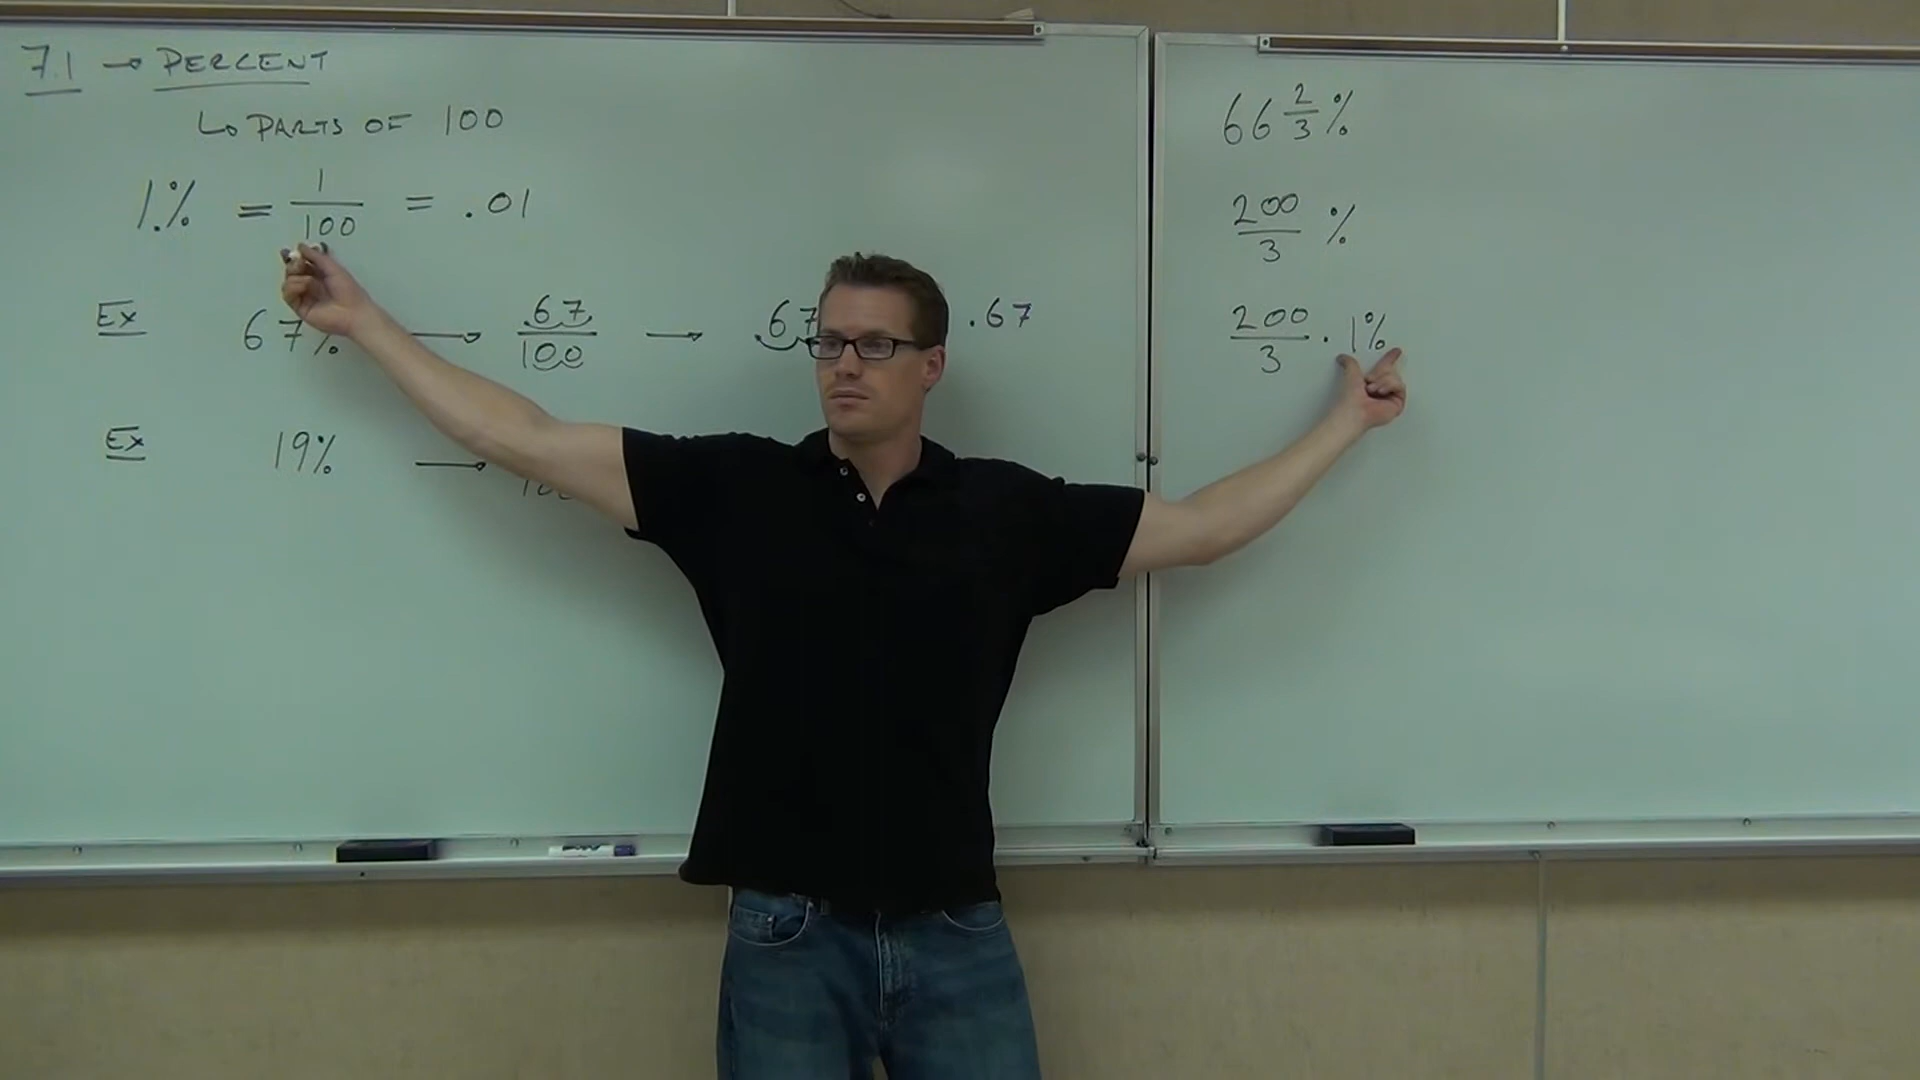 7.1 → PERCENT
↳ PARTS OF 100
1.% = 1/100 = .01
Ex 67% → 67/100 → 67 .67
Ex 19% →
66 2/3 %
200/3 %
200/3 · 1%